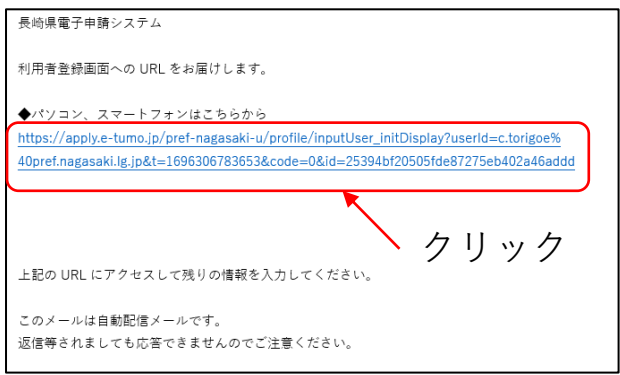 長崎県電子申請システム
利用者登録画面への URL をお届けします。
◆パソコン、スマートフォンはこちらから
https://apply.e-tumo.jp/pref-nagasaki-u/profile/inputUser_initDisplay?userId=c.torigoe%
40pref.nagasaki.lg.jp&t=1696306783653&code=0&id=25394bf20505fde87275eb402a46addd
クリック
上記の URL にアクセスして残りの情報を入力してください。
このメールは自動配信メールです。
返信等されましても応答できませんのでご注意ください。